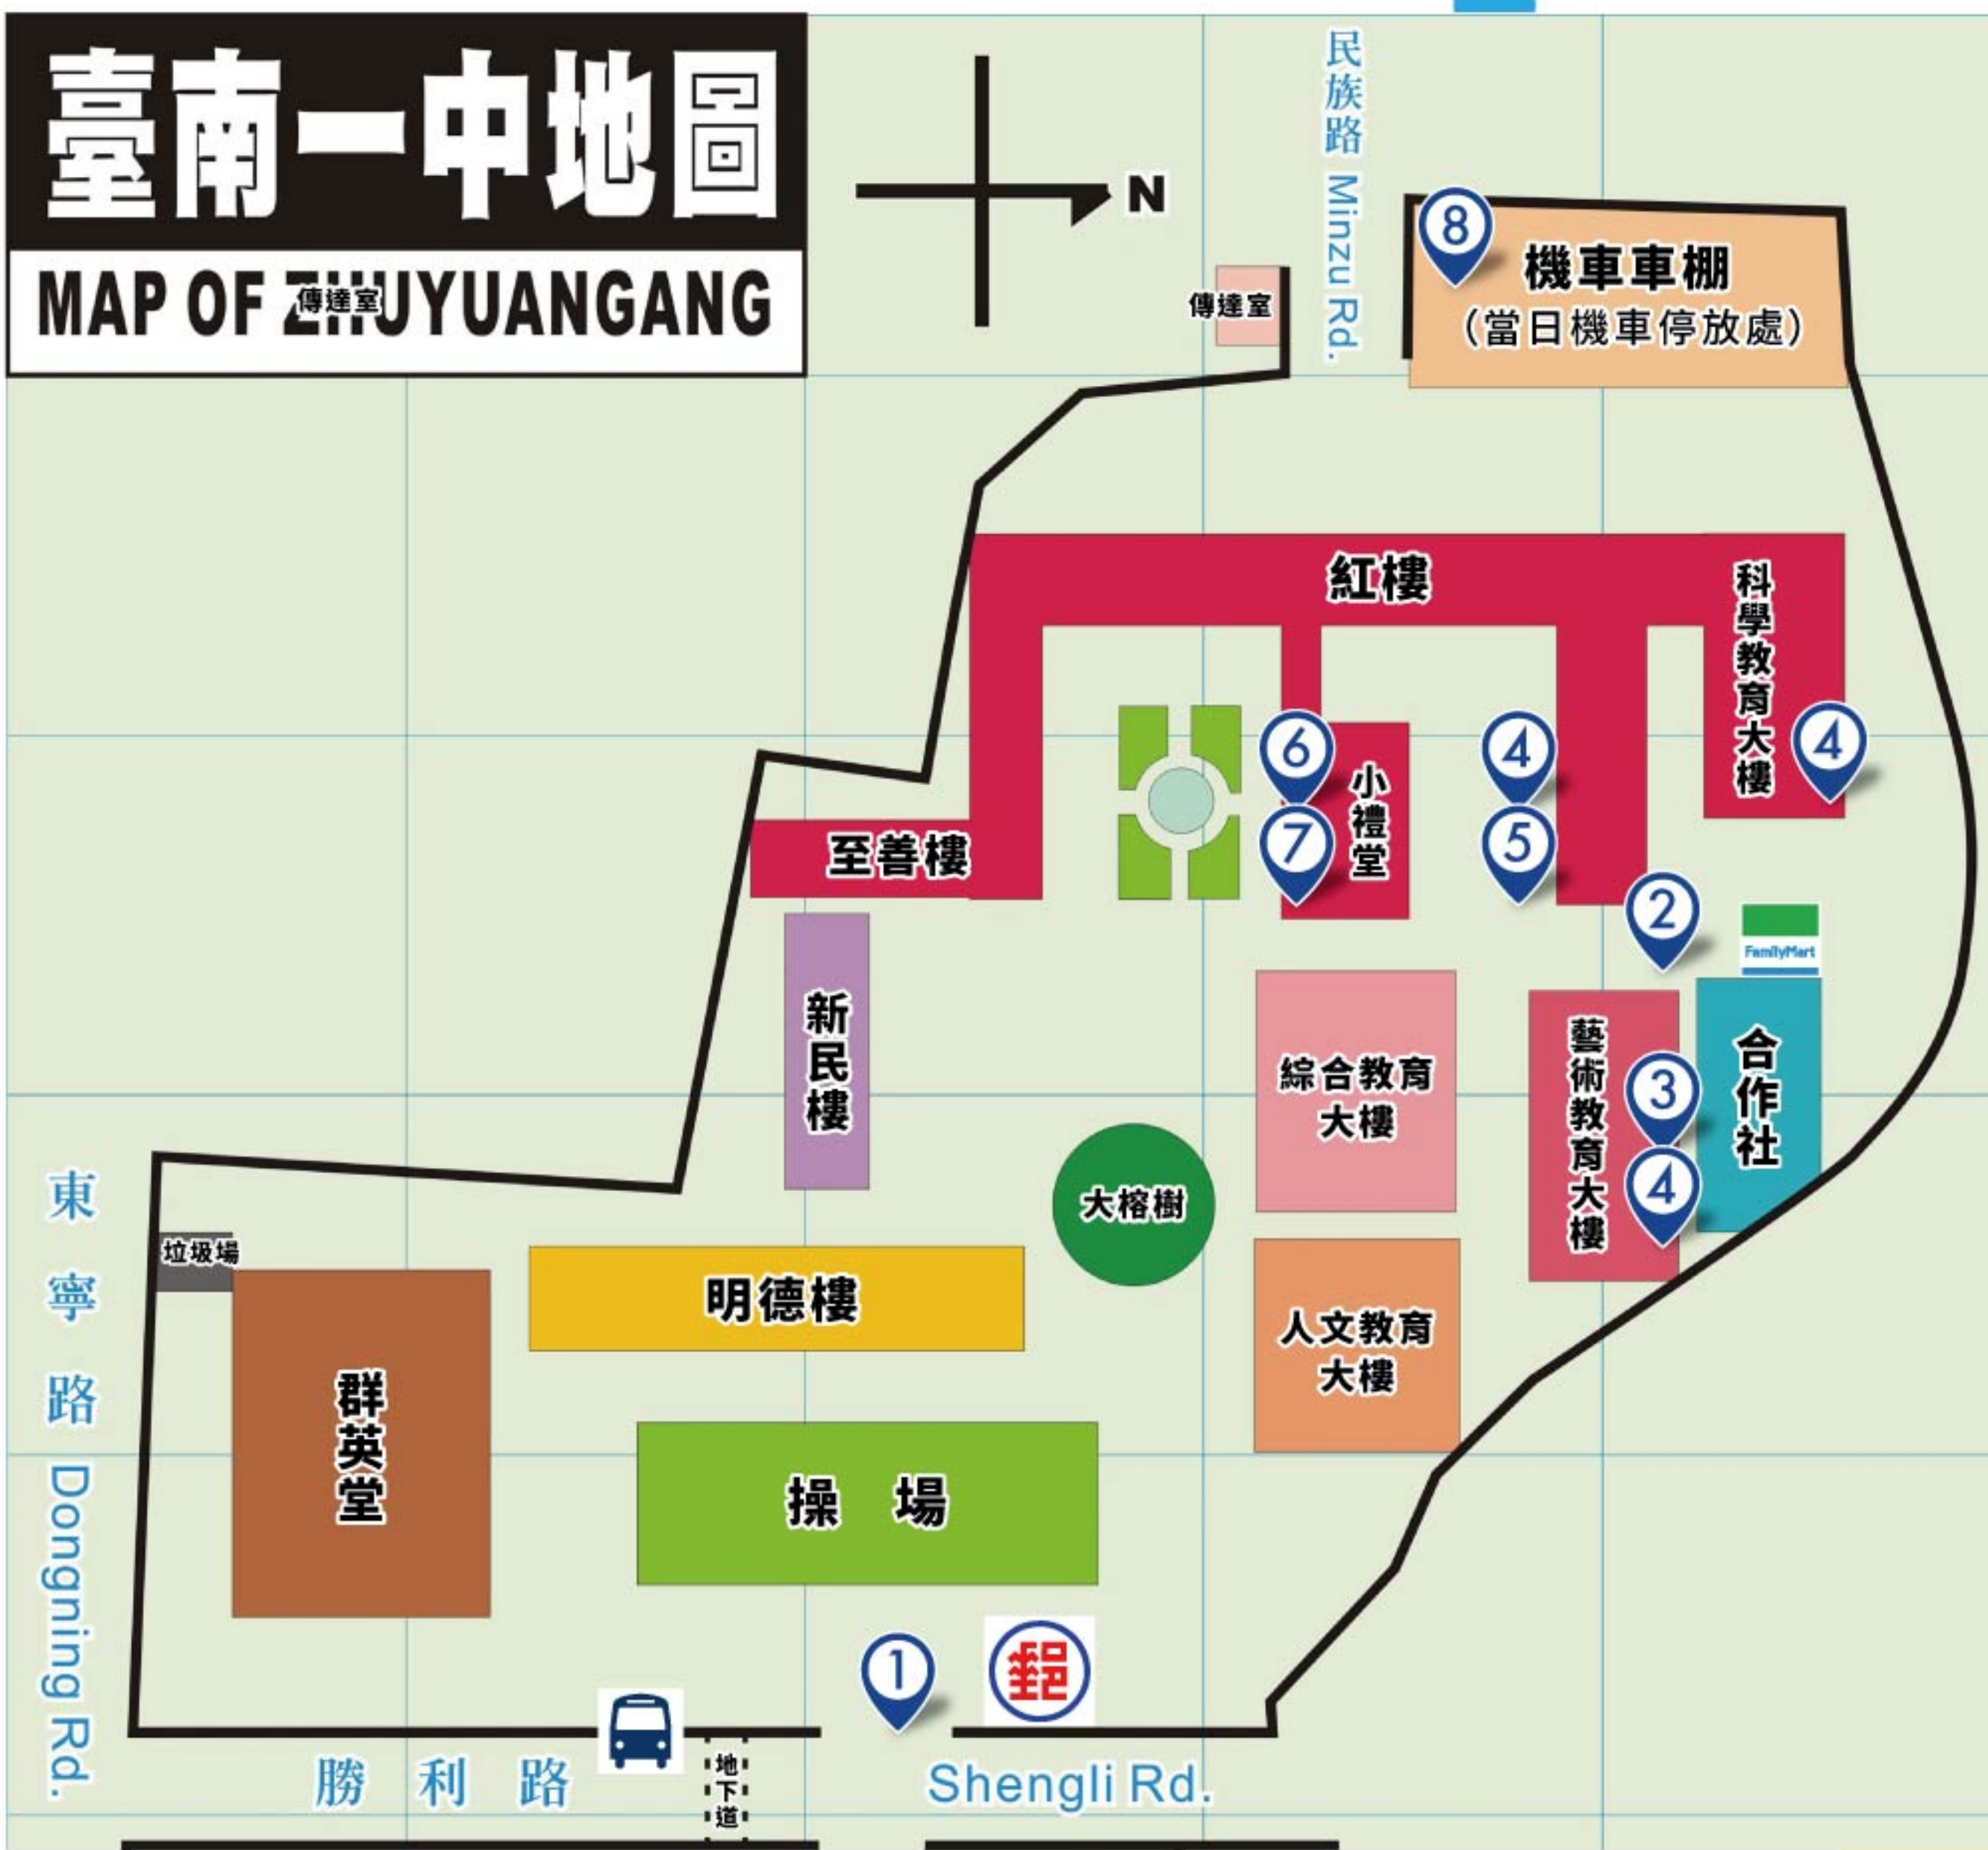 臺南一中地圖
MAP OF ZHUYUANGANG
傳達室
N
民族路 Minzu Rd.
傳達室
8
機車車棚
（當日機車停放處）
紅樓
科學教育大樓
6
4
4
小禮堂
7
5
至善樓
2
FamilyMart
新民樓
綜合教育
大樓
藝術教育大樓
3
合作社
4
大榕樹
東寧路 Dongning Rd.
垃圾場
明德樓
人文教育
大樓
群英堂
操 場
1
郵
勝利路
地下道
Shengli Rd.